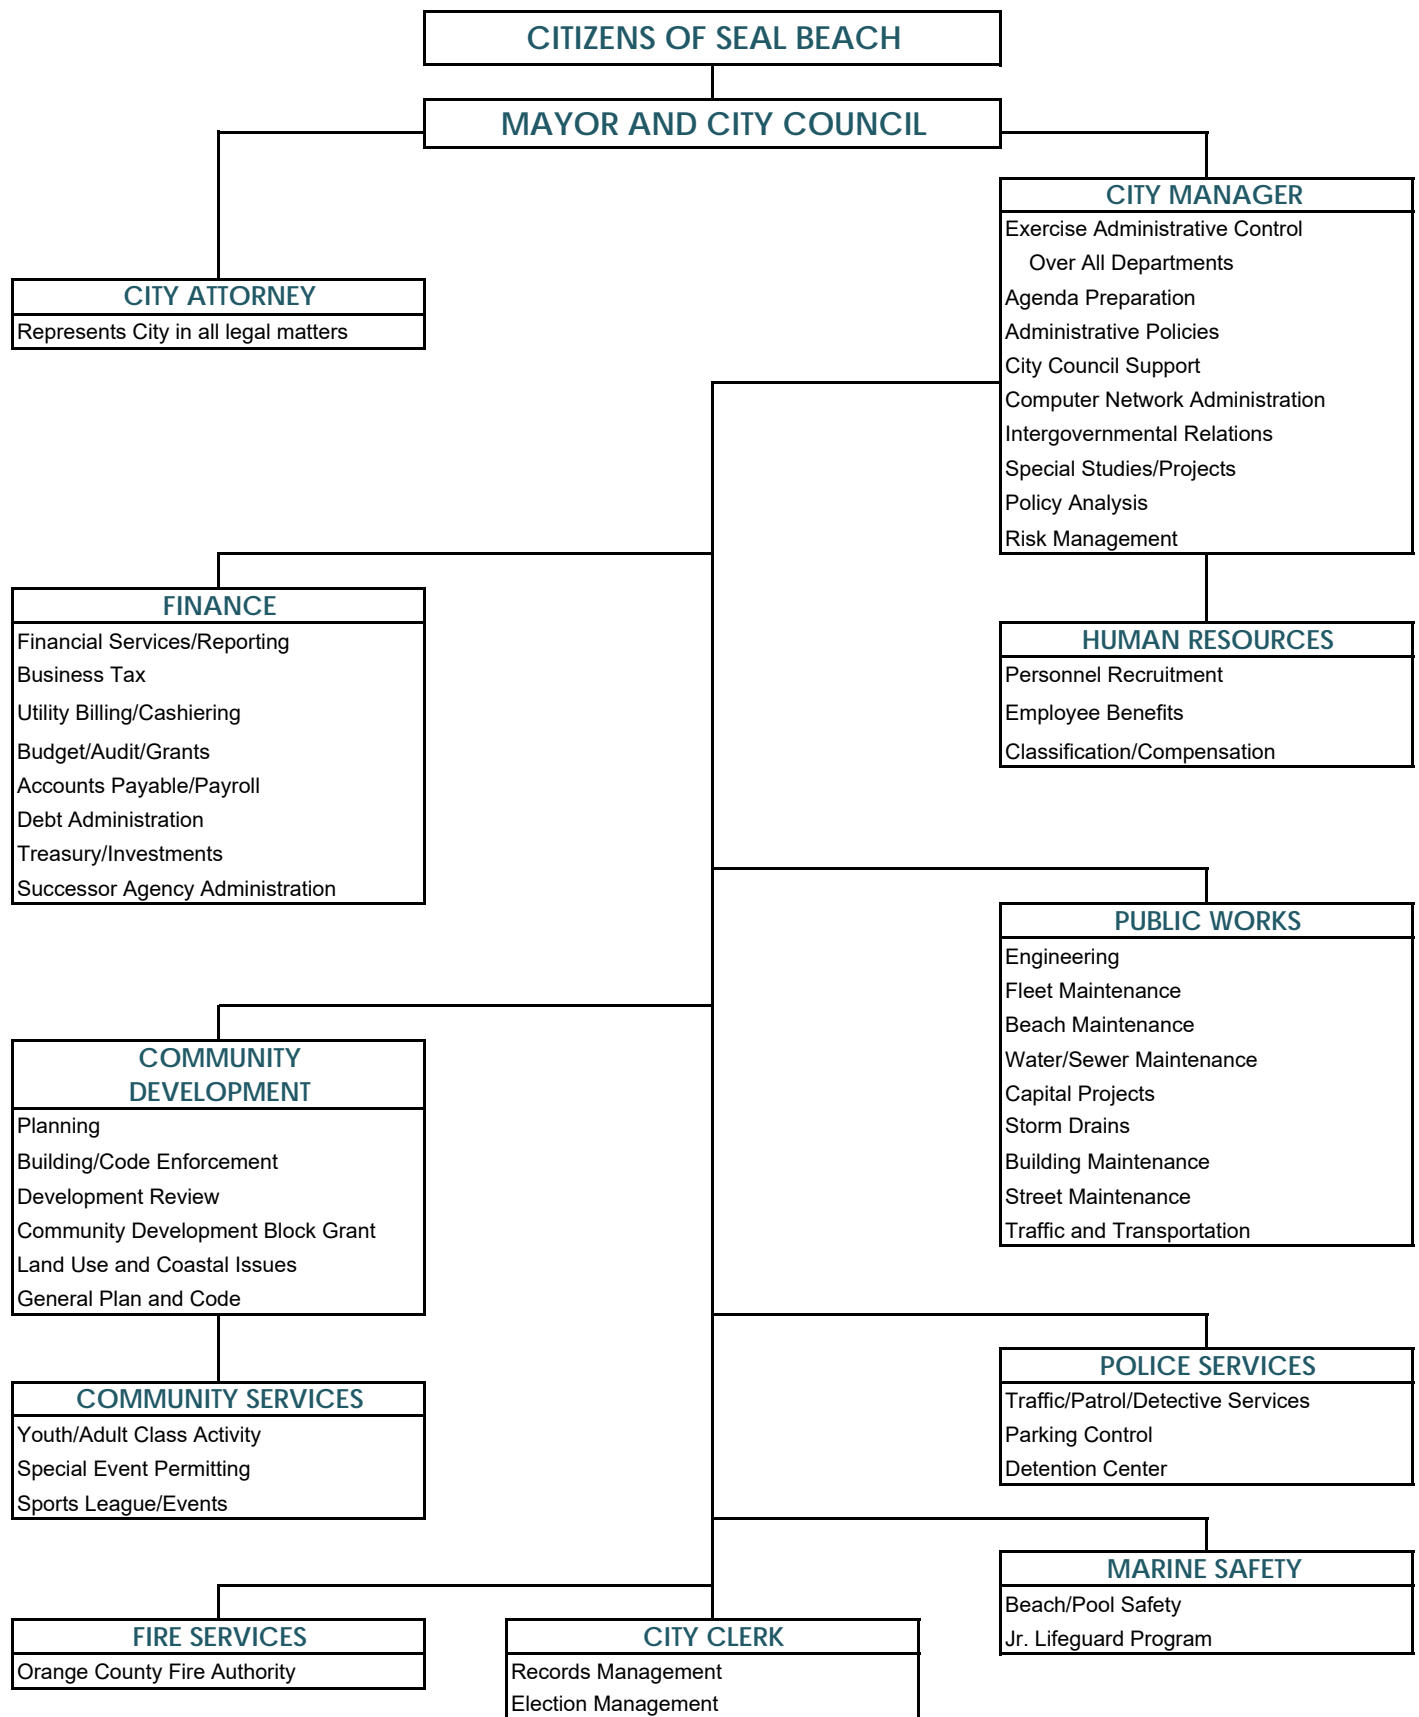 CITIZENS OF SEAL BEACH
MAYOR AND CITY COUNCIL
CITY MANAGER
Exercise Administrative Control
Over All Departments
Agenda Preparation
Administrative Policies
City Council Support
Computer Network Administration
Intergovernmental Relations
Special Studies/Projects
Policy Analysis
Risk Management
CITY ATTORNEY
Represents City in all legal matters
FINANCE
Financial Services/Reporting
Business Tax
Utility Billing/Cashiering
Budget/Audit/Grants
Accounts Payable/Payroll
Debt Administration
Treasury/Investments
Successor Agency Administration
HUMAN RESOURCES
Personnel Recruitment
Employee Benefits
Classification/Compensation
PUBLIC WORKS
Engineering
Fleet Maintenance
Beach Maintenance
Water/Sewer Maintenance
Capital Projects
Storm Drains
Building Maintenance
Street Maintenance
Traffic and Transportation
COMMUNITY
DEVELOPMENT
Planning
Building/Code Enforcement
Development Review
Community Development Block Grant
Land Use and Coastal Issues
General Plan and Code
COMMUNITY SERVICES
Youth/Adult Class Activity
Special Event Permitting
Sports League/Events
POLICE SERVICES
Traffic/Patrol/Detective Services
Parking Control
Detention Center
MARINE SAFETY
Beach/Pool Safety
Jr. Lifeguard Program
FIRE SERVICES
Orange County Fire Authority
CITY CLERK
Records Management
Election Management